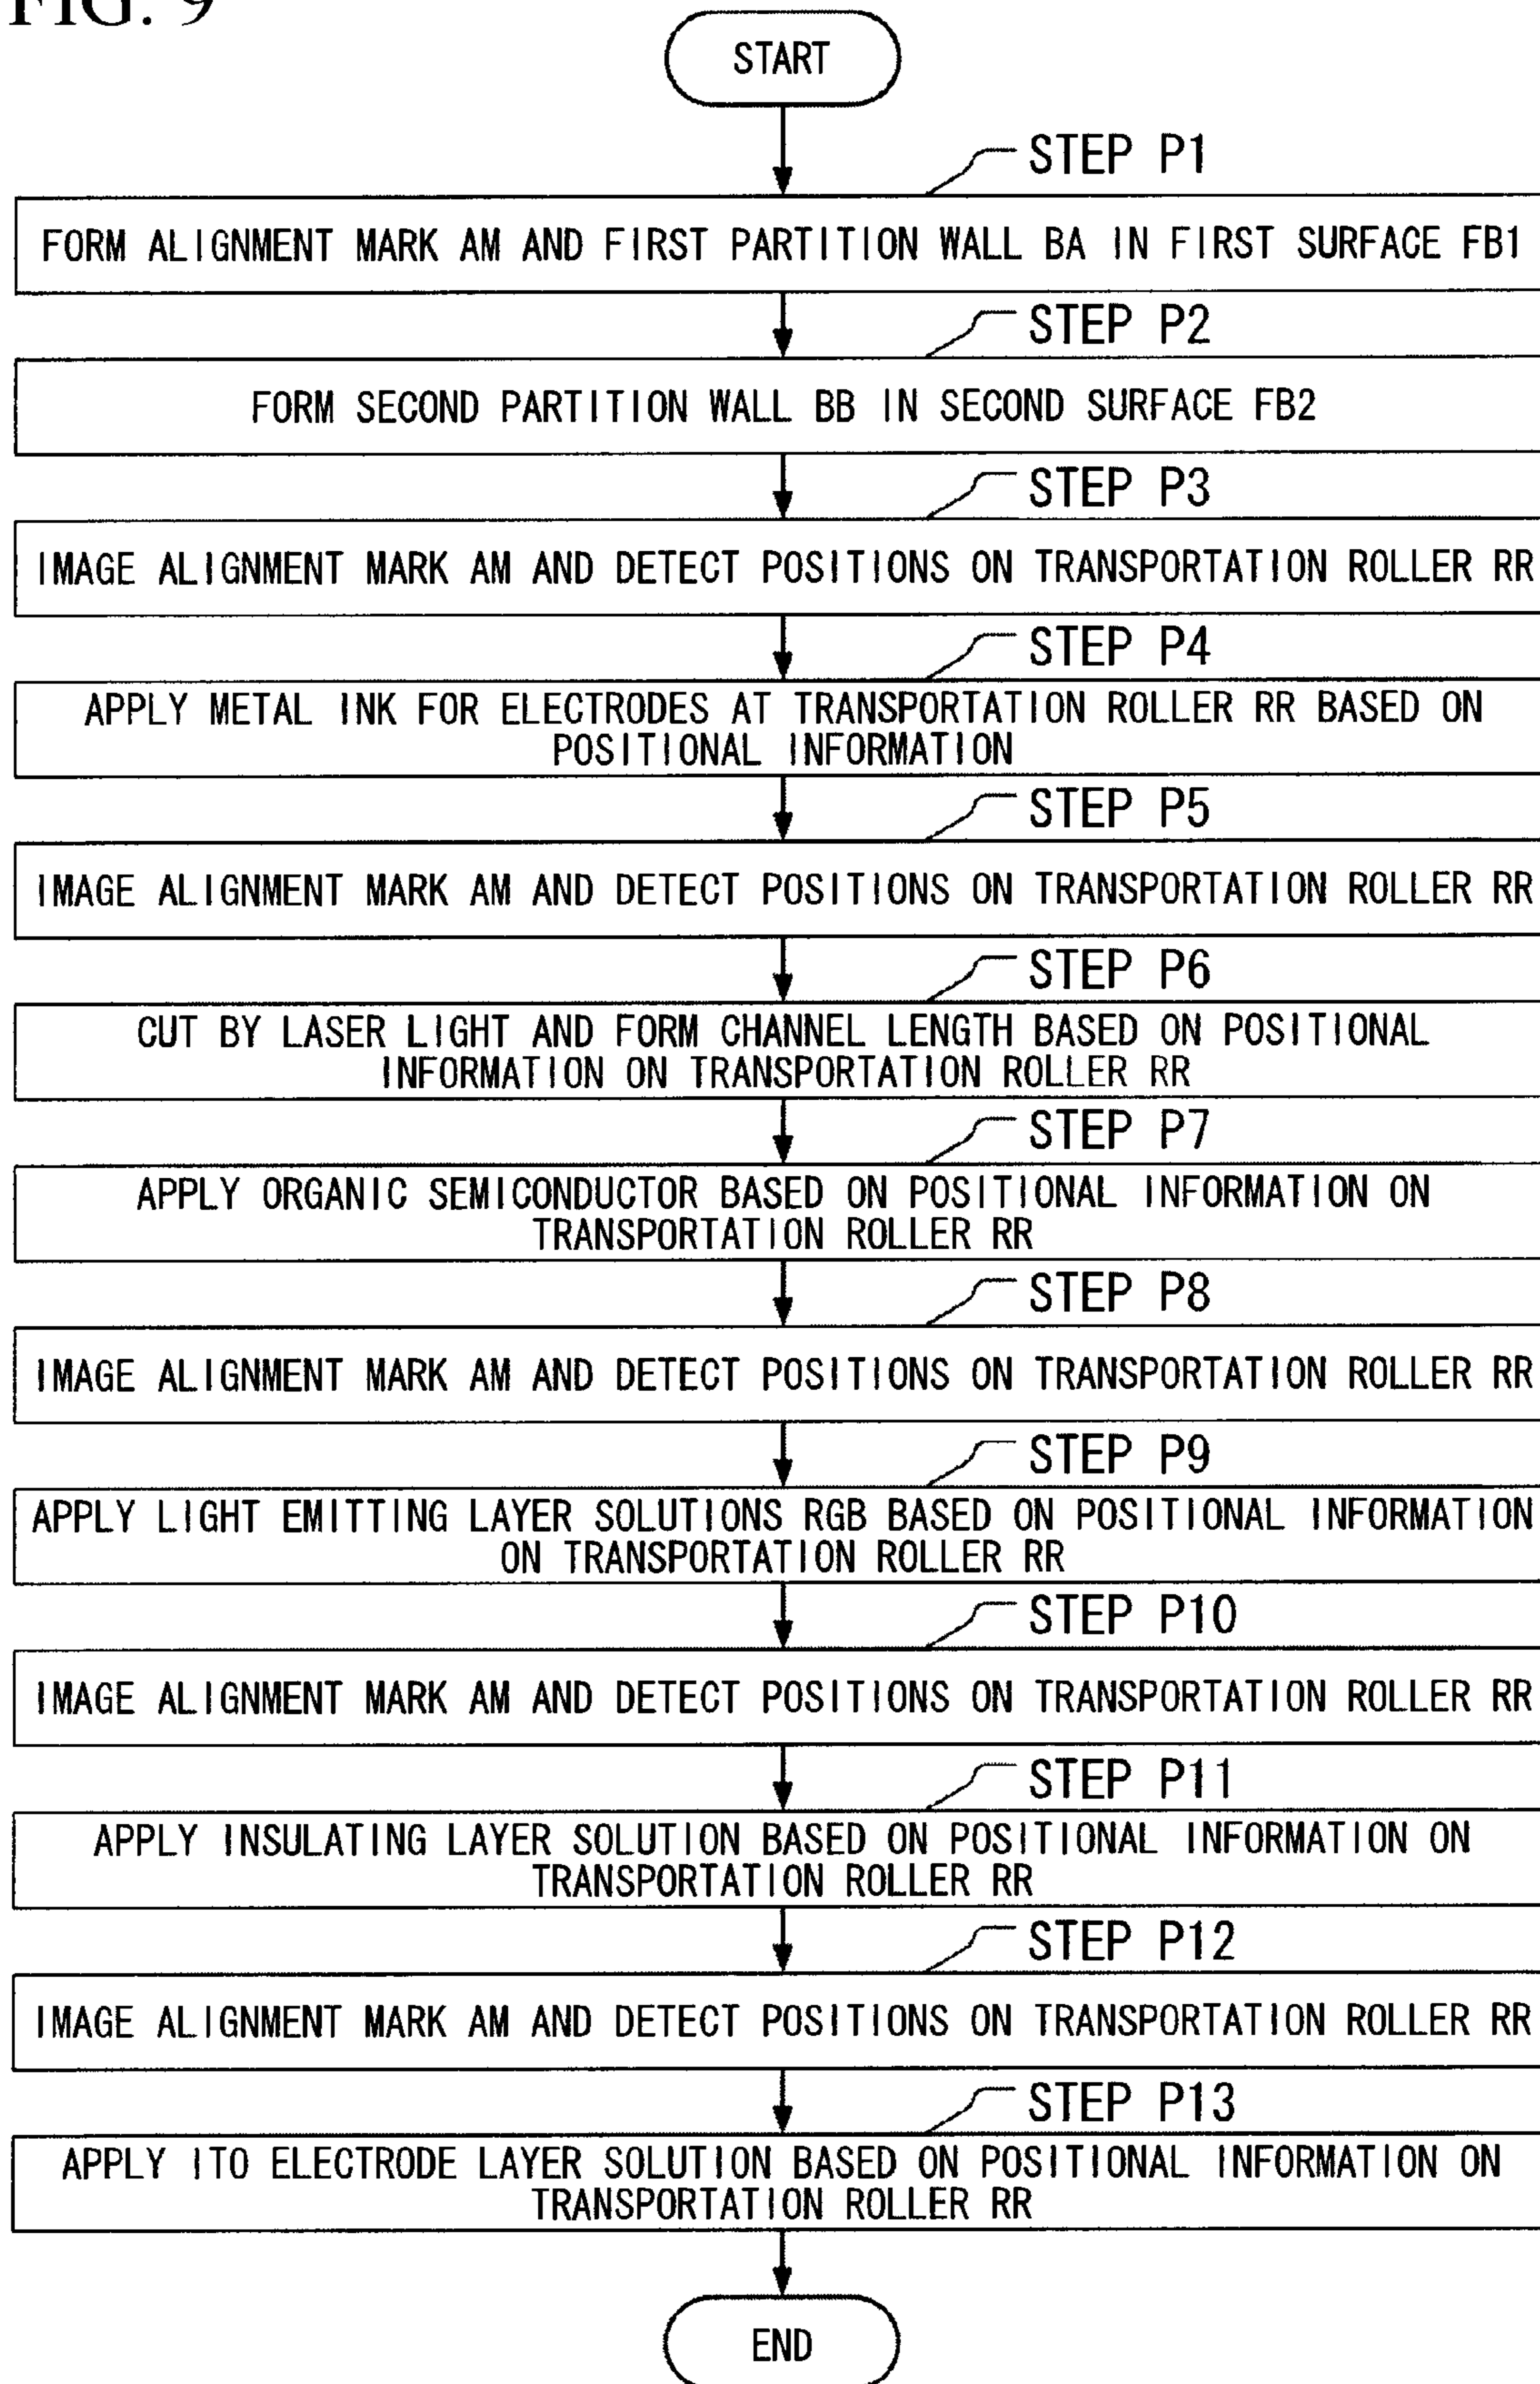 FIG. 9
START
STEP P1
FORM ALIGNMENT MARK AM AND FIRST PARTITION WALL BA IN FIRST SURFACE FB1
STEP P2
FORM SECOND PARTITION WALL BB IN SECOND SURFACE FB2
STEP P3
IMAGE ALIGNMENT MARK AM AND DETECT POSITIONS ON TRANSPORTATION ROLLER RR
STEP P4
APPLY METAL INK FOR ELECTRODES AT TRANSPORTATION ROLLER RR BASED ON
POSITIONAL INFORMATION
STEP P5
IMAGE ALIGNMENT MARK AM AND DETECT POSITIONS ON TRANSPORTATION ROLLER RR
STEP P6
CUT BY LASER LIGHT AND FORM CHANNEL LENGTH BASED ON POSITIONAL
INFORMATION ON TRANSPORTATION ROLLER RR
STEP P7
APPLY ORGANIC SEMICONDUCTOR BASED ON POSITIONAL INFORMATION ON
TRANSPORTATION ROLLER RR
STEP P8
IMAGE ALIGNMENT MARK AM AND DETECT POSITIONS ON TRANSPORTATION ROLLER RR
STEP P9
APPLY LIGHT EMITTING LAYER SOLUTIONS RGB BASED ON POSITIONAL INFORMATION
ON TRANSPORTATION ROLLER RR
STEP P10
IMAGE ALIGNMENT MARK AM AND DETECT POSITIONS ON TRANSPORTATION ROLLER RR
STEP P11
APPLY INSULATING LAYER SOLUTION BASED ON POSITIONAL INFORMATION ON
TRANSPORTATION ROLLER RR
STEP P12
IMAGE ALIGNMENT MARK AM AND DETECT POSITIONS ON TRANSPORTATION ROLLER RR
STEP P13
APPLY ITO ELECTRODE LAYER SOLUTION BASED ON POSITIONAL INFORMATION ON
TRANSPORTATION ROLLER RR
END